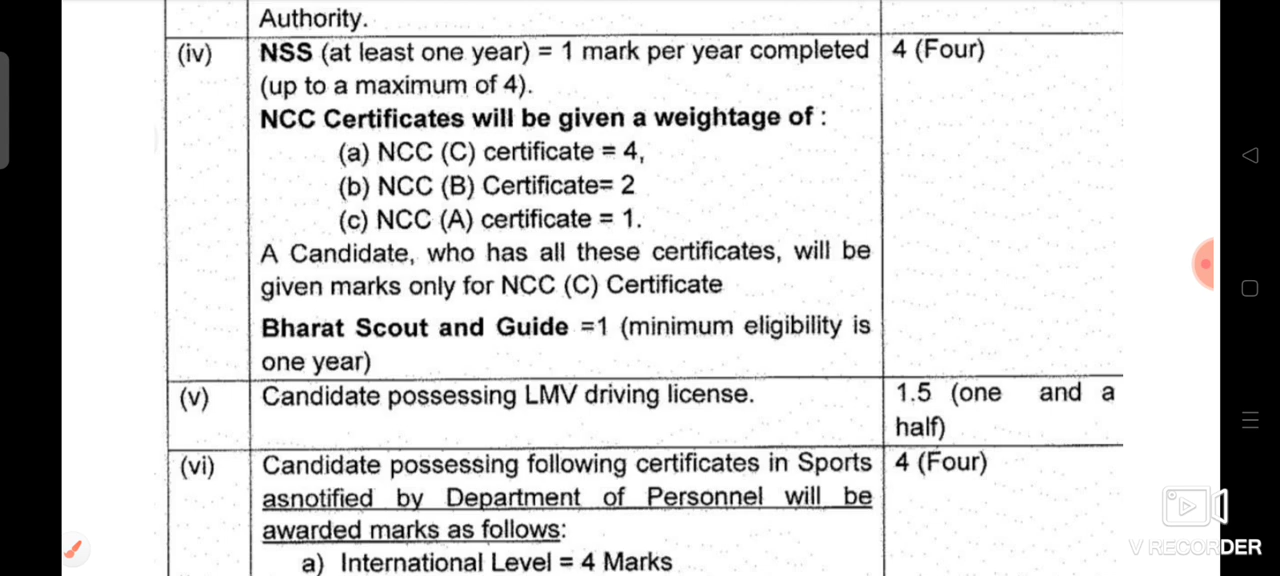 Authority.
(iv) NSS (at least one year) = 1 mark per year completed 4 (Four)
(up to a maximum of 4).
NCC Certificates will be given a weightage of :
(a) NCC (C) certificate = 4,
(b) NCC (B) Certificate= 2
(c) NCC (A) certificate = 1.
A Candidate, who has all these certificates, will be
given marks only for NCC (C) Certificate
Bharat Scout and Guide =1 (minimum eligibility is
one year)
(v) Candidate possessing LMV driving license. 1.5 (one and a
half)
(vi) Candidate possessing following certificates in Sports 4 (Four)
asnotified by Department of Personnel will be
awarded marks as follows:
a) International Level = 4 Marks
V RECORDER